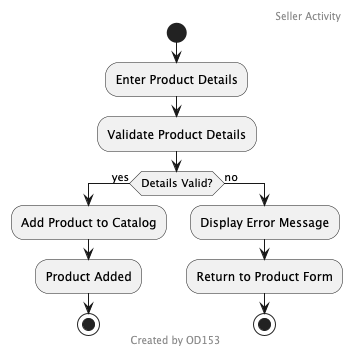 Seller Activity
Enter Product Details
Validate Product Details
yes
Details Valid?
no
Add Product to Catalog
Display Error Message
Product Added
Return to Product Form
Created by OD153